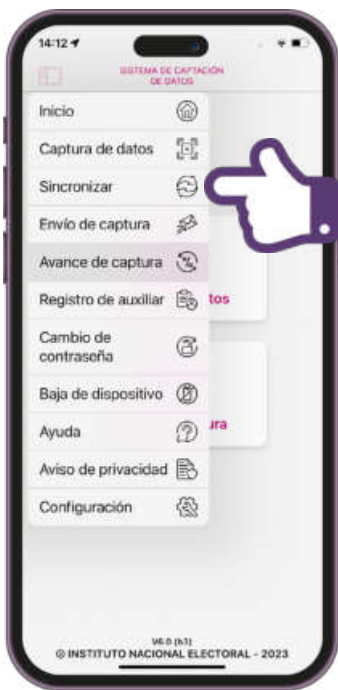 14:12
SISTEMA DE CAPTACIÓN
DE DATOS
Inicio
Captura de datos
Sincronizar
Envío de captura
Avance de captura
Registro de auxiliar
tos
Cambio de
contraseña
Baja de dispositivo
Ayuda
ura
Aviso de privacidad
Configuración
V6.0 (b3)
© INSTITUTO NACIONAL ELECTORAL - 2023